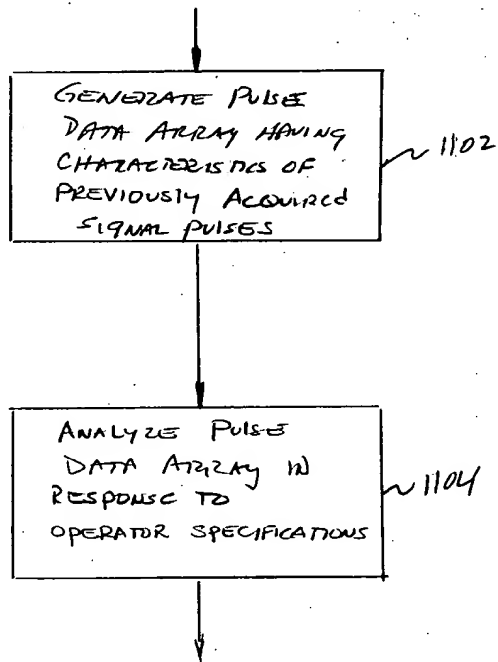 GENERATE PULSE
DATA ARRAY HAVING
CHARACTERISTICS OF
PREVIOUSLY ACQUIRED
SIGNAL PULSES
1102
ANALYZE PULSE
DATA ARRAY IN
RESPONSE TO
OPERATOR SPECIFICATIONS
1104